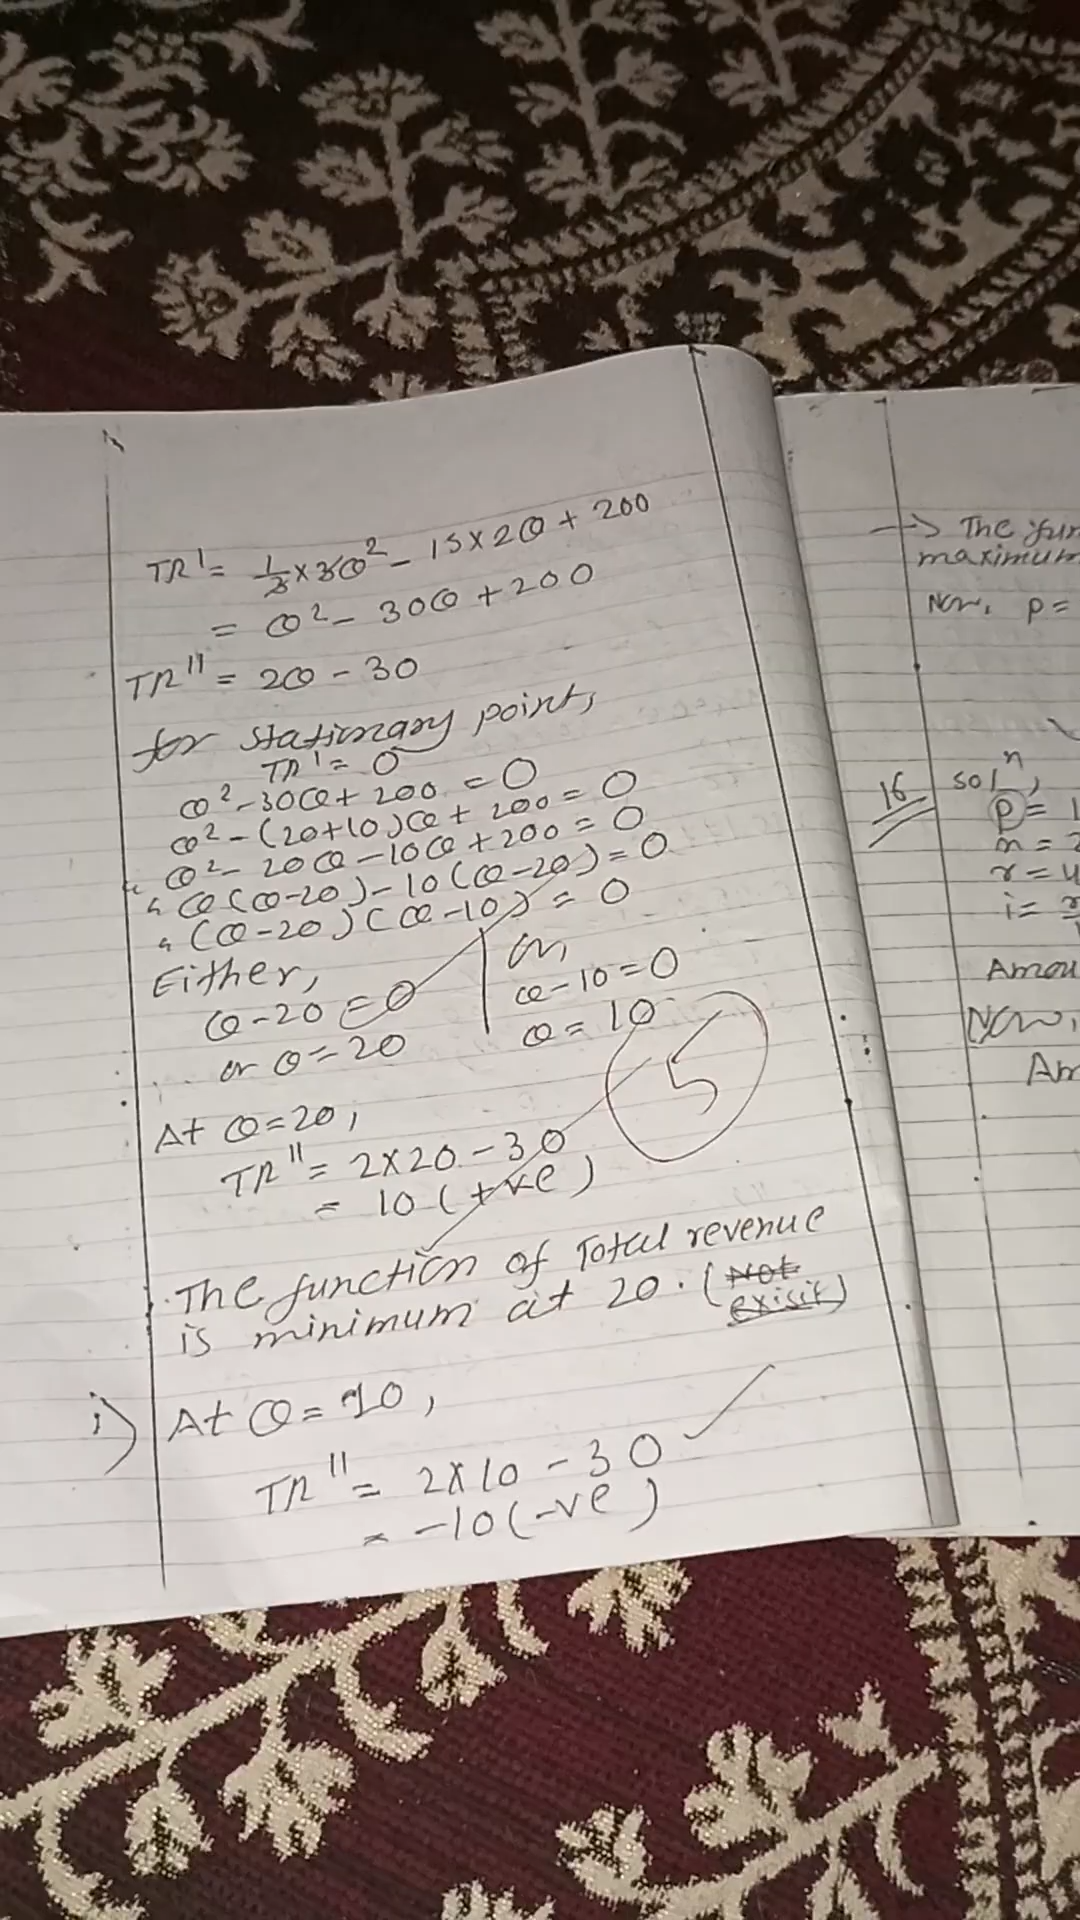 TR' = 1/3 × 3Q² - 15×2Q + 200
= Q² - 30Q + 200
TR'' = 2Q - 30
for stationary point,
TR' = 0
Q² - 30Q + 200 = 0
Q² - (20+10)Q + 200 = 0
" Q² - 20Q - 10Q + 200 = 0
" Q(Q-20) - 10(Q-20) = 0
" (Q-20)(Q-10) = 0
Either,
Q-20 = 0
or Q = 20
Or,
Q-10 = 0
Q = 10
5
At Q=20,
TR'' = 2×20 - 30
= 10 (+ve)
The function of Total revenue
is minimum at 20. (Not
exisit)
i) At Q = 10,
TR'' = 2×10 - 30
= -10 (-ve)
→ The fun
maximum
Now, p=
16 solⁿ,
P = 1
n = 2
r = 4
i =
Amou
Now,
Am